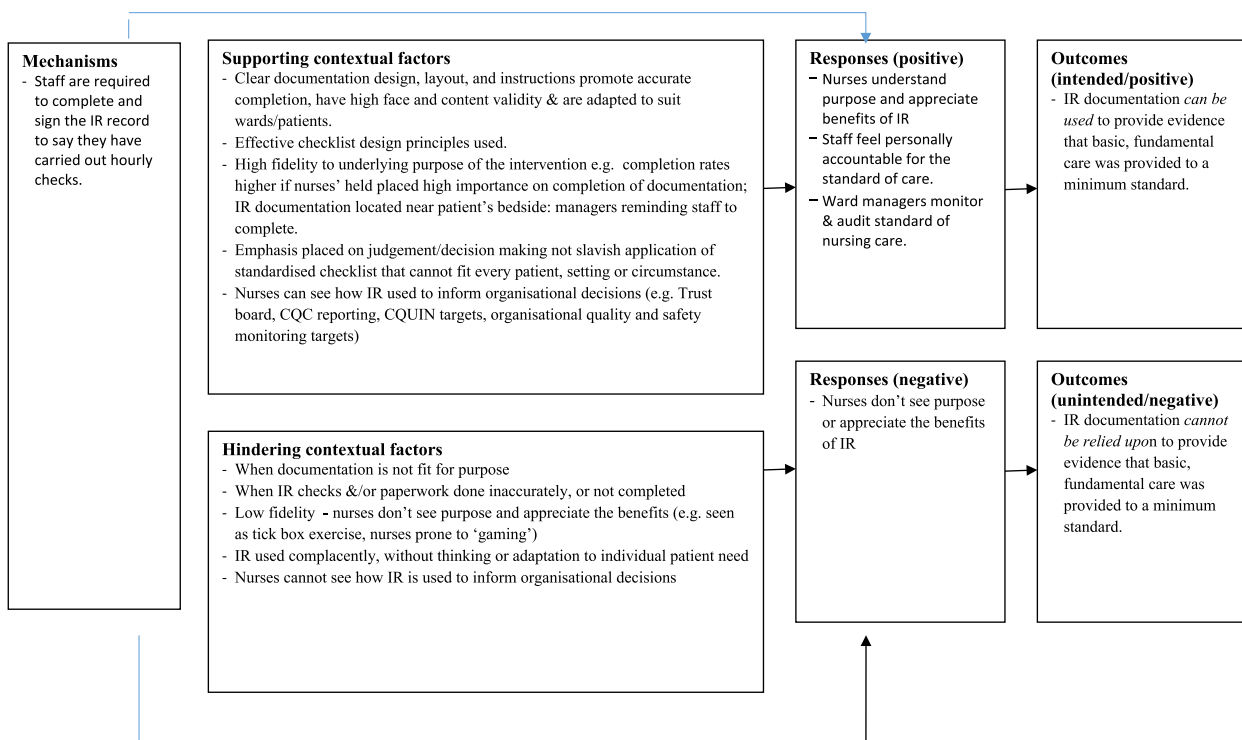 Mechanisms
- Staff are required
to complete and
sign the IR record
to say they have
carried out hourly
checks.
Supporting contextual factors
- Clear documentation design, layout, and instructions promote accurate
completion, have high face and content validity & are adapted to suit
wards/patients.
- Effective checklist design principles used.
- High fidelity to underlying purpose of the intervention e.g. completion rates
higher if nurses' held placed high importance on completion of documentation;
IR documentation located near patient's bedside: managers reminding staff to
complete.
- Emphasis placed on judgement/decision making not slavish application of
standardised checklist that cannot fit every patient, setting or circumstance.
- Nurses can see how IR used to inform organisational decisions (e.g. Trust
board, CQC reporting, CQUIN targets, organisational quality and safety
monitoring targets)
Responses (positive)
– Nurses understand
purpose and appreciate
benefits of IR
– Staff feel personally
accountable for the
standard of care.
– Ward managers monitor
& audit standard of
nursing care.
Outcomes
(intended/positive)
- IR documentation can be
used to provide evidence
that basic, fundamental
care was provided to a
minimum standard.
Hindering contextual factors
- When documentation is not fit for purpose
- When IR checks &/or paperwork done inaccurately, or not completed
- Low fidelity - nurses don't see purpose and appreciate the benefits (e.g. seen
as tick box exercise, nurses prone to 'gaming')
- IR used complacently, without thinking or adaptation to individual patient need
- Nurses cannot see how IR is used to inform organisational decisions
Responses (negative)
- Nurses don't see purpose
or appreciate the benefits
of IR
Outcomes
(unintended/negative)
- IR documentation cannot
be relied upon to provide
evidence that basic,
fundamental care was
provided to a minimum
standard.